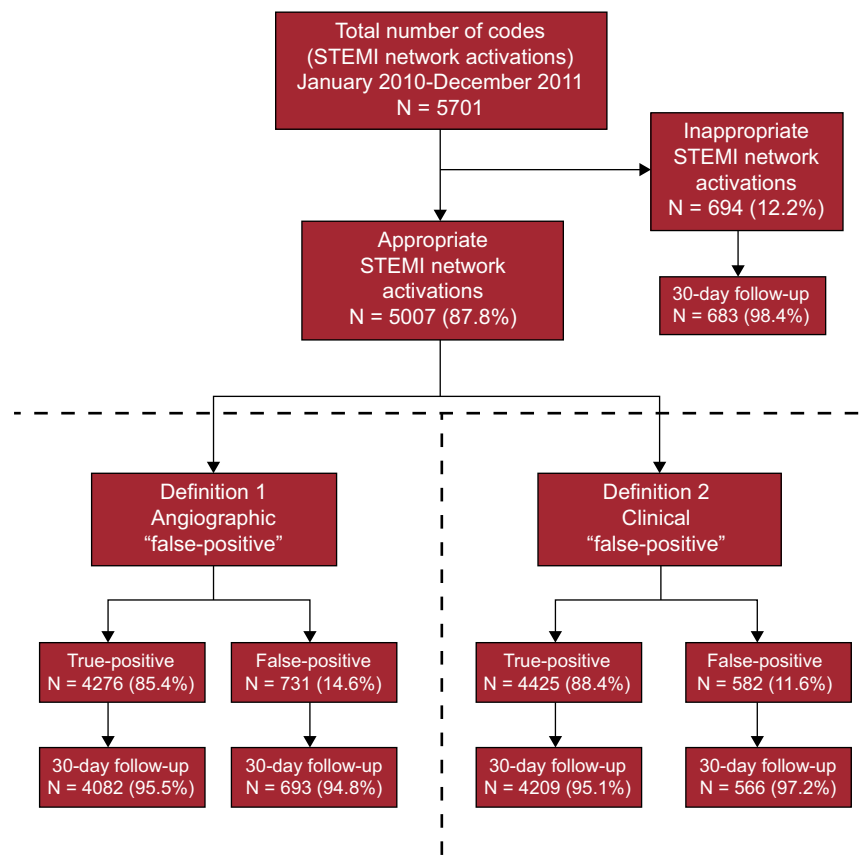 Total number of codes
(STEMI network activations)
January 2010-December 2011
N = 5701
Inappropriate
STEMI network
activations
N = 694 (12.2%)
Appropriate
STEMI network
activations
N = 5007 (87.8%)
30-day follow-up
N = 683 (98.4%)
Definition 1
Angiographic
“false-positive”
Definition 2
Clinical
“false-positive”
True-positive
N = 4276 (85.4%)
False-positive
N = 731 (14.6%)
True-positive
N = 4425 (88.4%)
False-positive
N = 582 (11.6%)
30-day follow-up
N = 4082 (95.5%)
30-day follow-up
N = 693 (94.8%)
30-day follow-up
N = 4209 (95.1%)
30-day follow-up
N = 566 (97.2%)